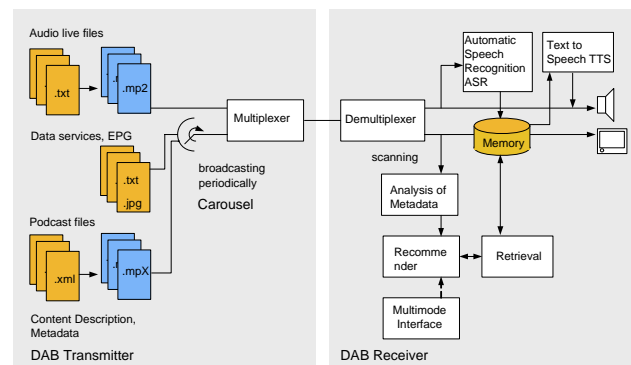 Audio live files
.txt
.mp2
Data services, EPG
.txt
.jpg
broadcasting
periodically
Carousel
Podcast files
.xml
.mpX
Content Description,
Metadata
DAB Transmitter
Multiplexer
Demultiplexer
Automatic
Speech
Recognition
ASR
Text to
Speech TTS
Memory
scanning
Analysis of
Metadata
Recomme
nder
Retrieval
Multimode
Interface
DAB Receiver